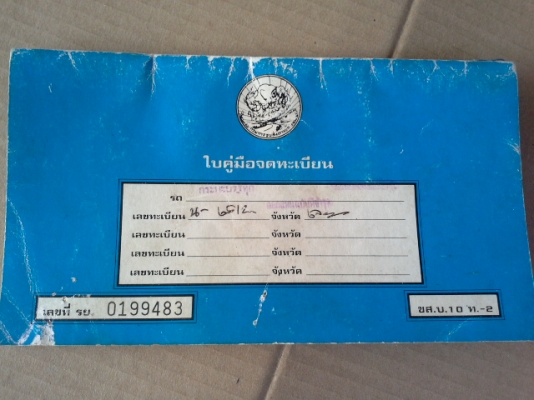 ใบคู่มือจดทะเบียน
รถ
เลขทะเบียน จังหวัด
เลขทะเบียน จังหวัด
เลขทะเบียน จังหวัด
เลขทะเบียน จังหวัด
เลขที่ รย. 0199483
ขส.บ.10 ท.-2